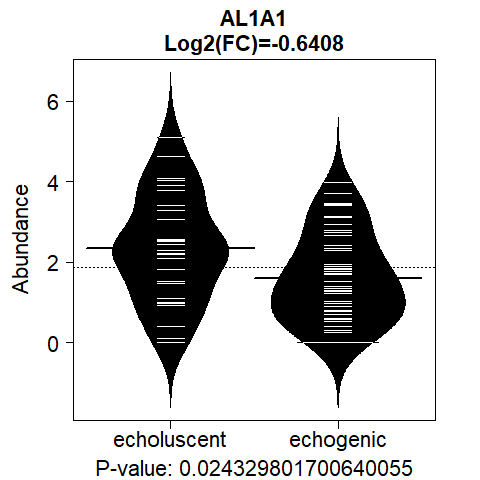 AL1A1
Log2(FC)=-0.6408
6
4
2
0
Abundance
echoluscent echogenic
P-value: 0.024329801700640055